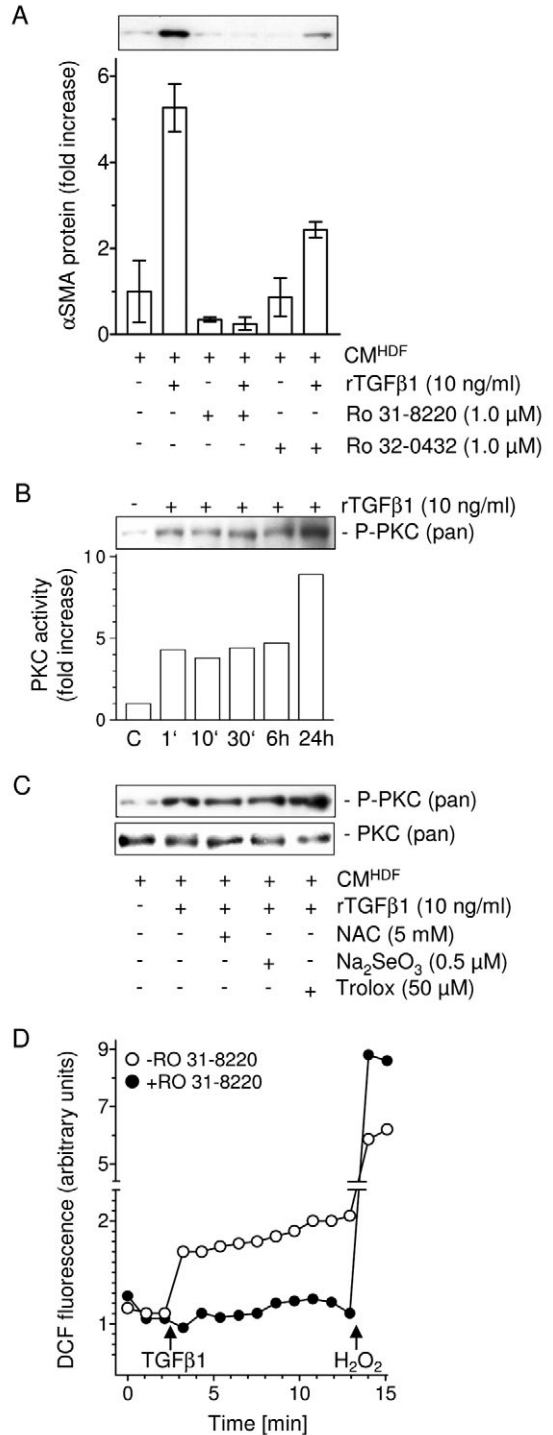 A
αSMA protein (fold increase)
6
4
2
0
+ + + + + + CM^HDF
- + - + - + rTGFβ1 (10 ng/ml)
- - + + - - Ro 31-8220 (1.0 µM)
- - - - + + Ro 32-0432 (1.0 µM)
B
- + + + + + rTGFβ1 (10 ng/ml)
- P-PKC (pan)
PKC activity
(fold increase)
10
5
0
C 1‘ 10‘ 30‘ 6h 24h
C
- P-PKC (pan)
- PKC (pan)
+ + + + + CM^HDF
- + + + + rTGFβ1 (10 ng/ml)
- - + - - NAC (5 mM)
- - - + - Na₂SeO₃ (0.5 µM)
- - - - + Trolox (50 µM)
D
DCF fluorescence (arbitrary units)
9
7
5
2
1
-RO 31-8220
+RO 31-8220
TGFβ1
H₂O₂
0 5 10 15
Time [min]